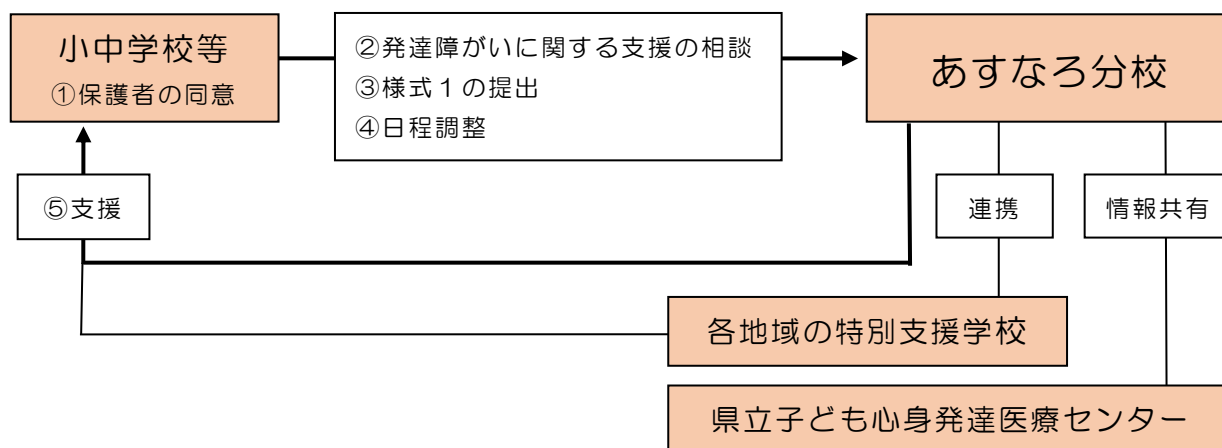 小中学校等
①保護者の同意
②発達障がいに関する支援の相談
③様式１の提出
④日程調整
あすなろ分校
⑤支援
連携
情報共有
各地域の特別支援学校
県立子ども心身発達医療センター